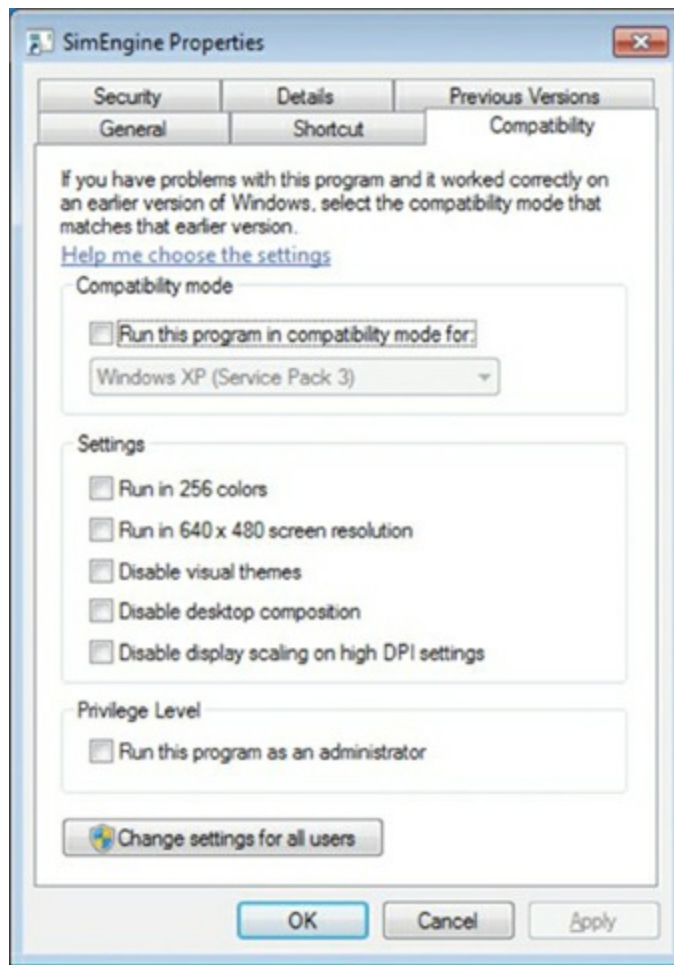 SimEngine Properties
Security Details Previous Versions
General Shortcut Compatibility
If you have problems with this program and it worked correctly on
an earlier version of Windows, select the compatibility mode that
matches that earlier version.
Help me choose the settings
Compatibility mode
Run this program in compatibility mode for:
Windows XP (Service Pack 3)
Settings
Run in 256 colors
Run in 640 x 480 screen resolution
Disable visual themes
Disable desktop composition
Disable display scaling on high DPI settings
Privilege Level
Run this program as an administrator
Change settings for all users
OK Cancel Apply